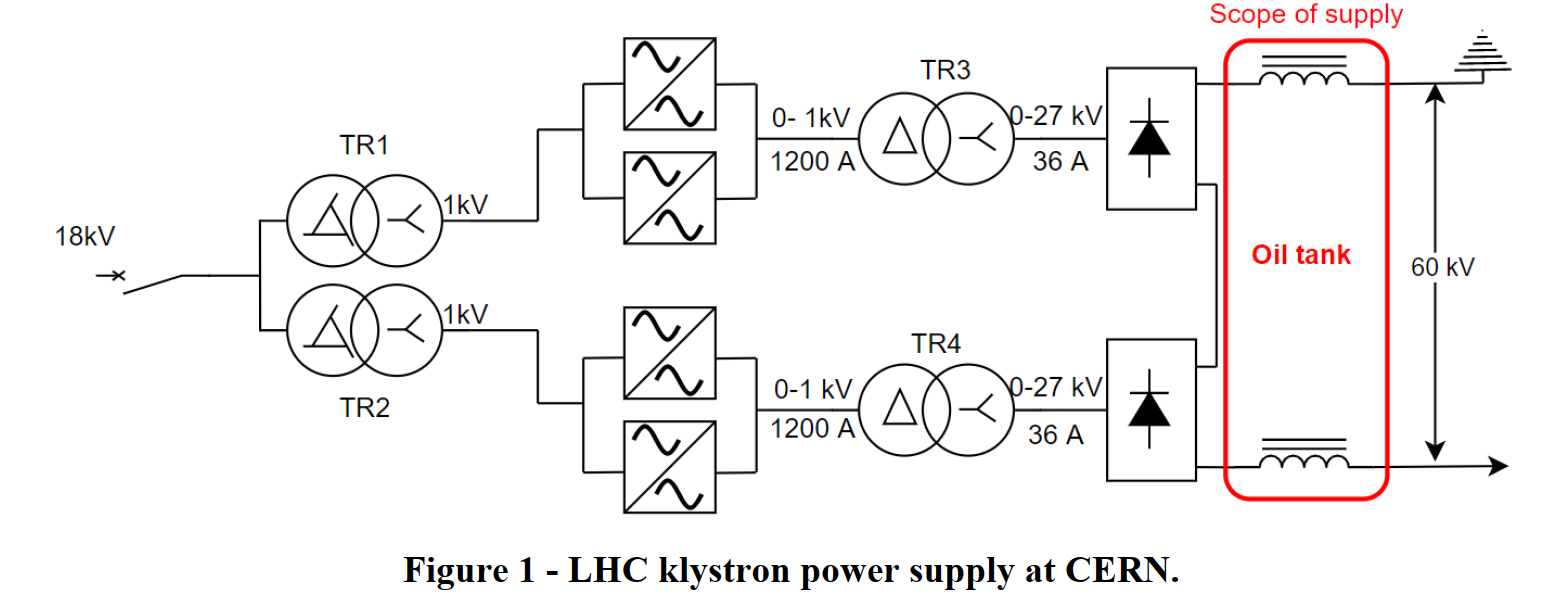 Scope of supply
TR3
0- 1kV
0-27 kV
TR1
1200 A
36 A
1kV
18kV
Oil tank
60 kV
1kV
TR4
0-1 kV
0-27 kV
TR2
1200 A
36 A
Figure 1 - LHC klystron power supply at CERN.